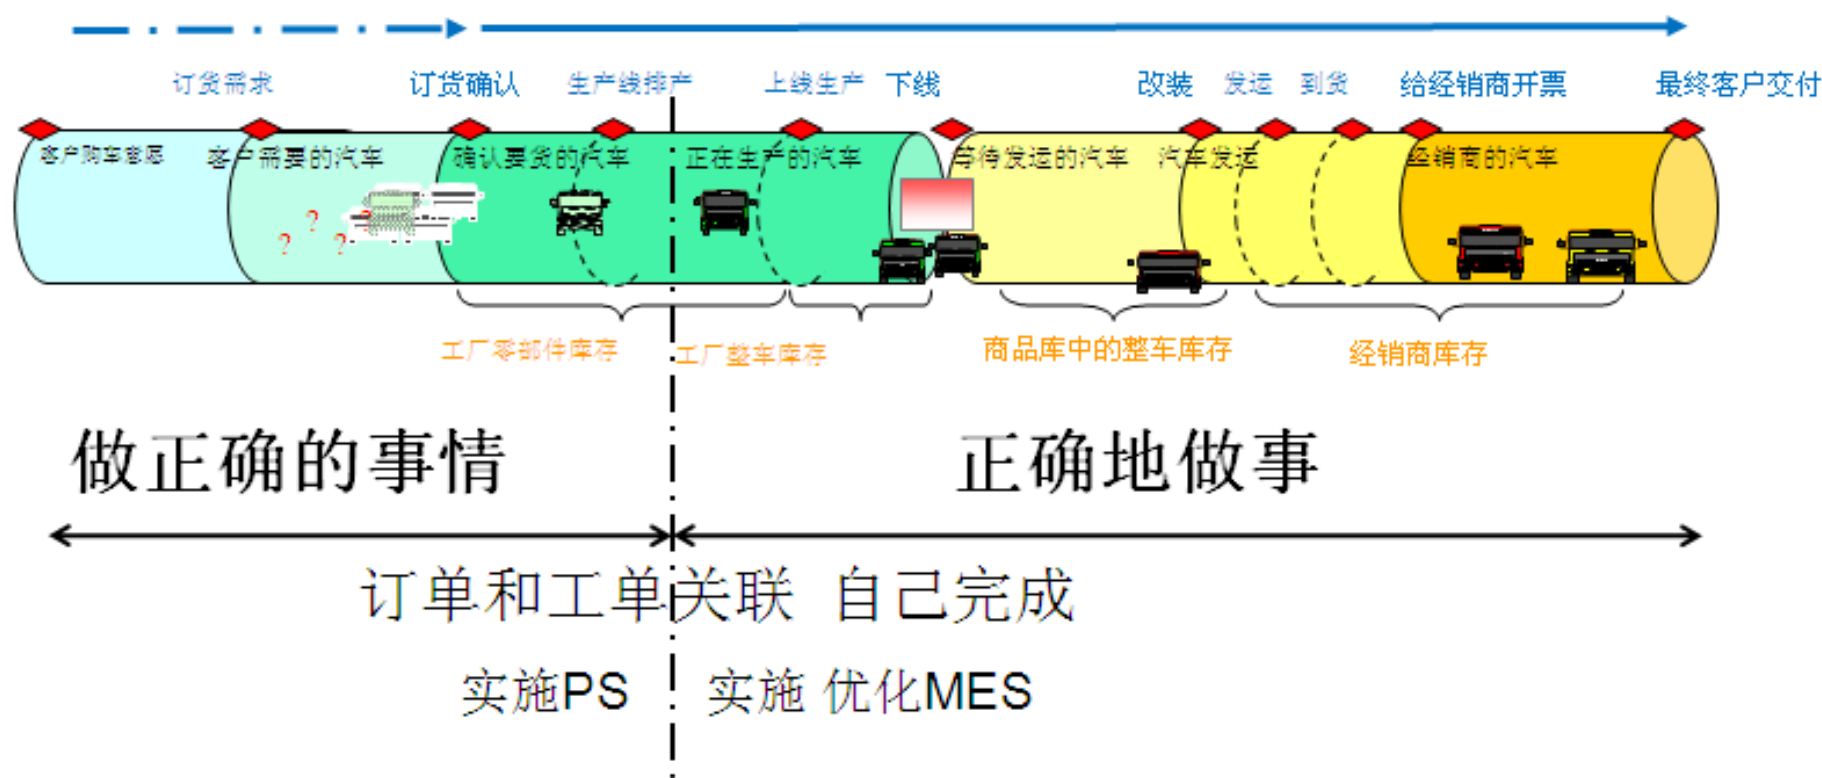 订货需求 订货确认 生产线排产 上线生产 下线 改装 发运 到货 给经销商开票 最终客户交付
客户购车意愿 客户需要的汽车 确认要货的汽车 正在生产的汽车 等待发运的汽车 汽车发运 经销商的汽车
? ? ? ?
工厂零部件库存 工厂整车库存 商品库中的整车库存 经销商库存
做正确的事情 正确地做事
订单和工单关联 自己完成
实施PS 实施 优化MES